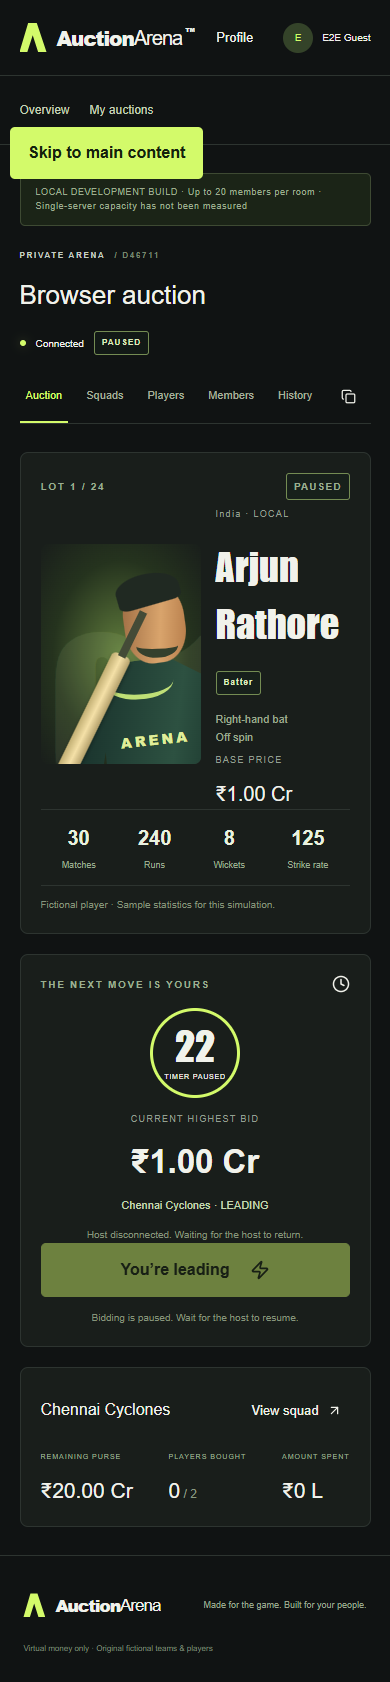 AuctionArena™
Profile
E
E2E Guest
Overview
My auctions
Skip to main content
LOCAL DEVELOPMENT BUILD · Up to 20 members per room ·
Single-server capacity has not been measured
PRIVATE ARENA / D46711
Browser auction
Connected
PAUSED
Auction
Squads
Players
Members
History
LOT 1 / 24
PAUSED
India · LOCAL
Arjun
Rathore
Batter
Right-hand bat
Off spin
BASE PRICE
₹1.00 Cr
ARENA
30
240
8
125
Matches
Runs
Wickets
Strike rate
Fictional player · Sample statistics for this simulation.
THE NEXT MOVE IS YOURS
22
TIMER PAUSED
CURRENT HIGHEST BID
₹1.00 Cr
Chennai Cyclones · LEADING
Host disconnected. Waiting for the host to return.
You're leading
Bidding is paused. Wait for the host to resume.
Chennai Cyclones
View squad
REMAINING PURSE
PLAYERS BOUGHT
AMOUNT SPENT
₹20.00 Cr
0 / 2
₹0 L
AuctionArena
Made for the game. Built for your people.
Virtual money only · Original fictional teams & players